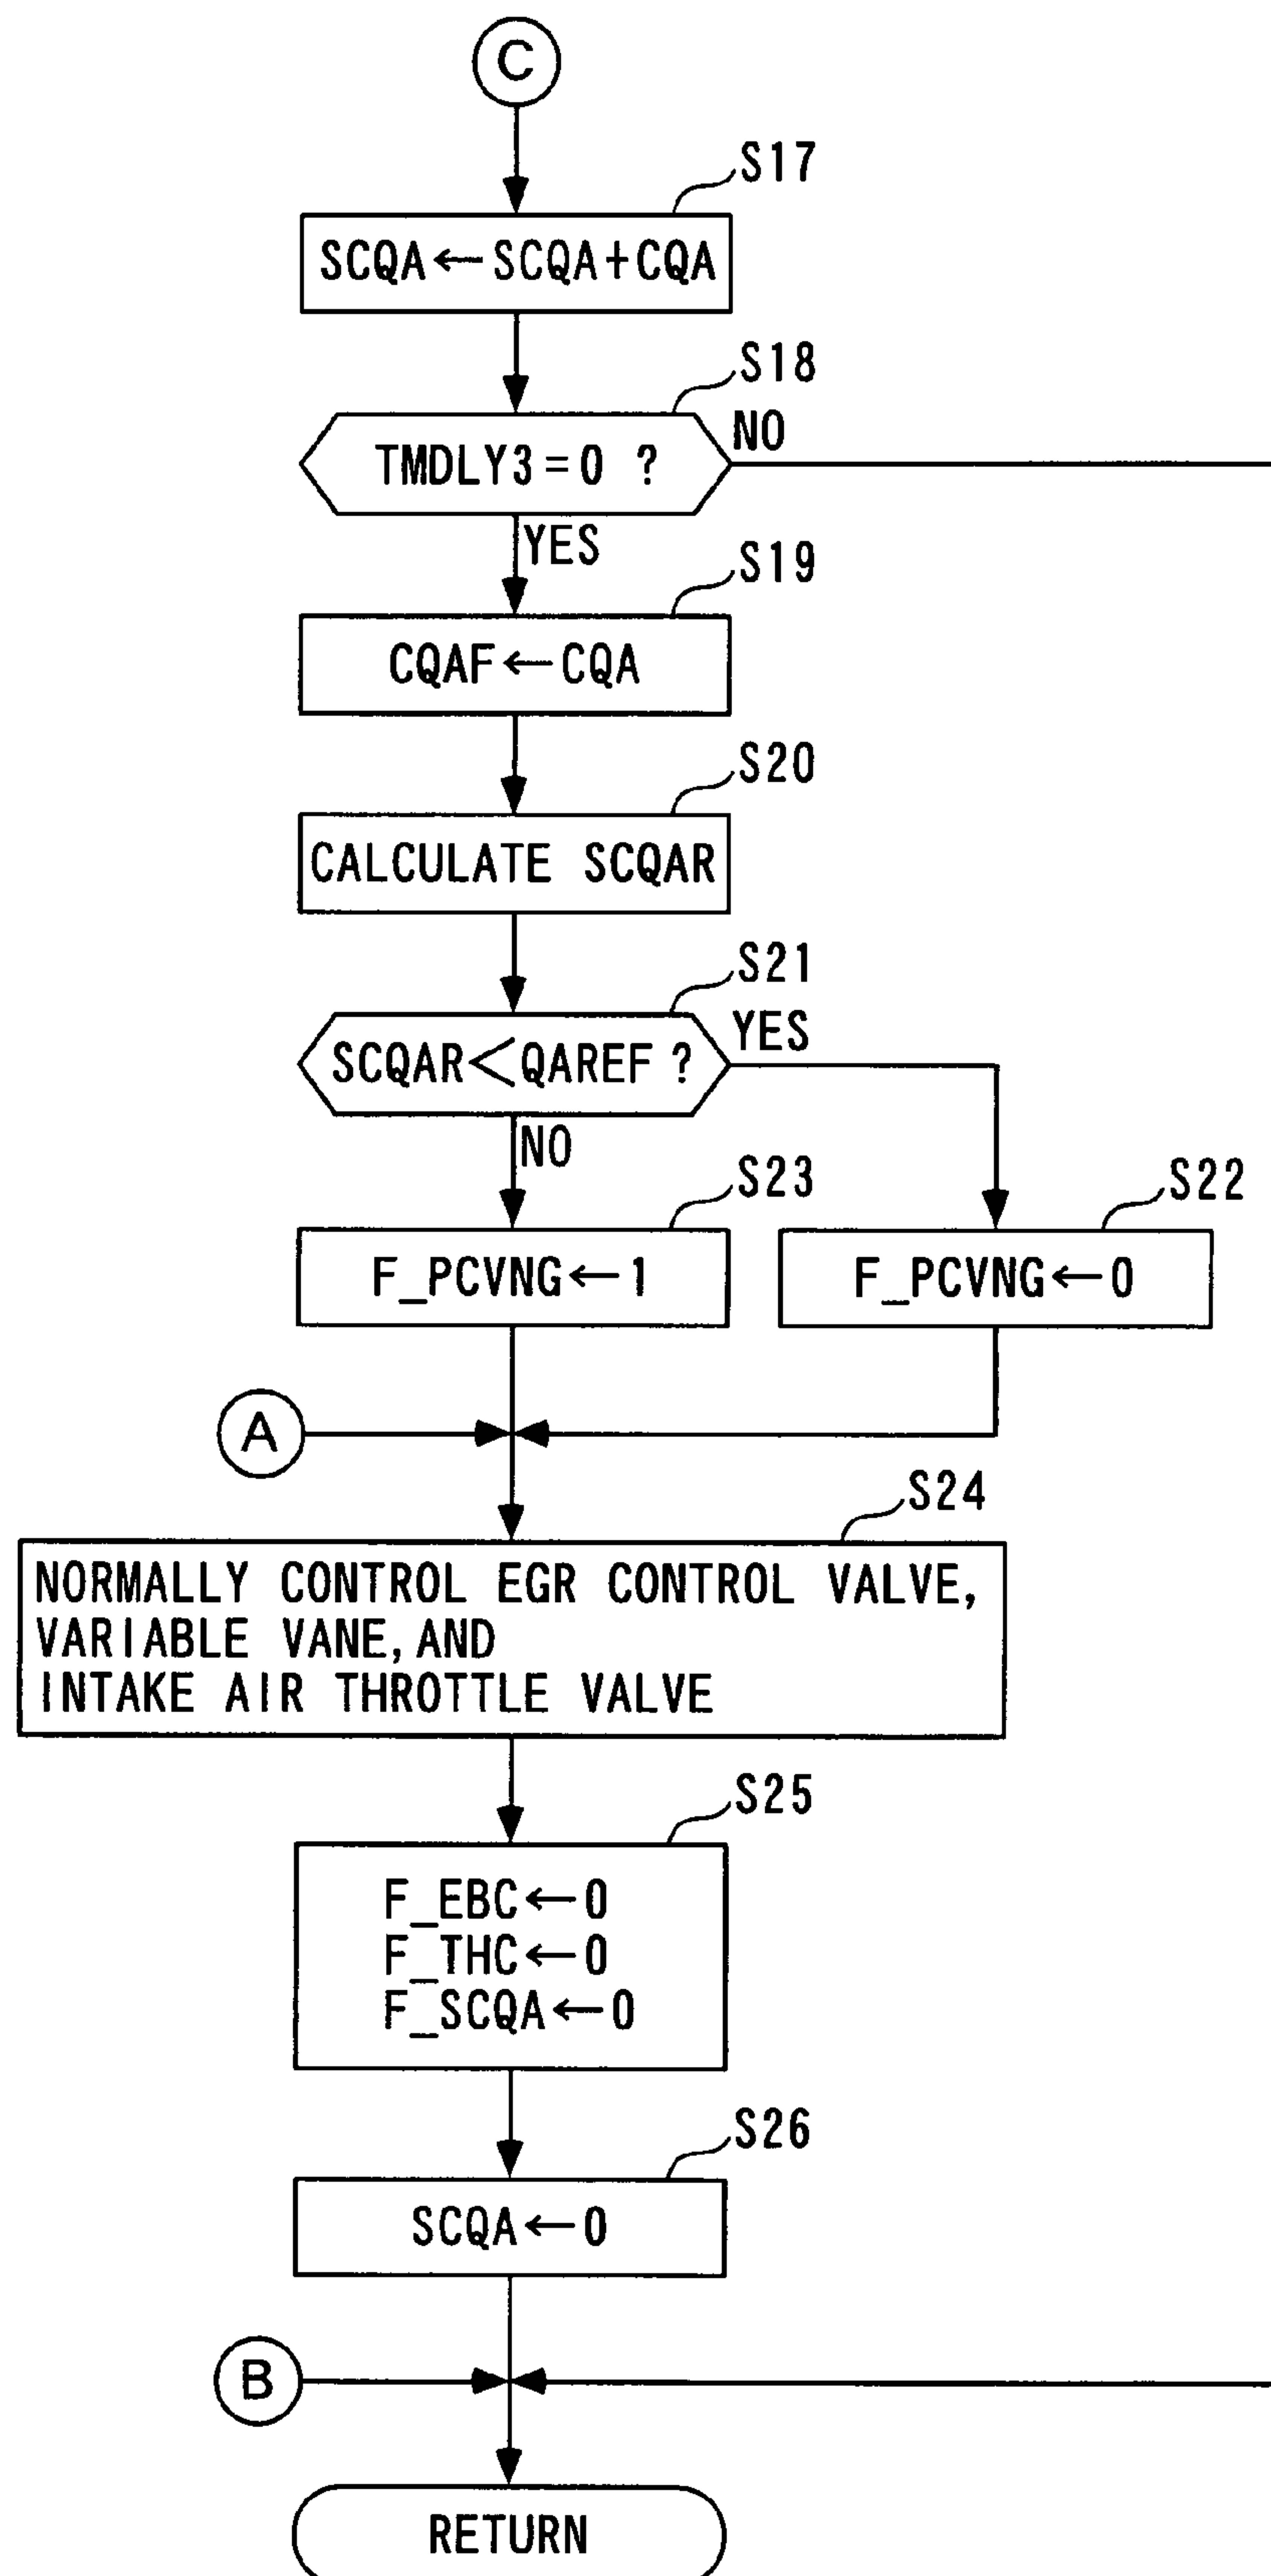 C
S17
SCQA←SCQA+CQA
S18
TMDLY3=0 ?
NO
YES
S19
CQAF←CQA
S20
CALCULATE SCQAR
S21
SCQAR<QAREF ?
YES
NO
S23
F_PCVNG←1
S22
F_PCVNG←0
A
S24
NORMALLY CONTROL EGR CONTROL VALVE,
VARIABLE VANE, AND
INTAKE AIR THROTTLE VALVE
S25
F_EBC←0
F_THC←0
F_SCQA←0
S26
SCQA←0
B
RETURN